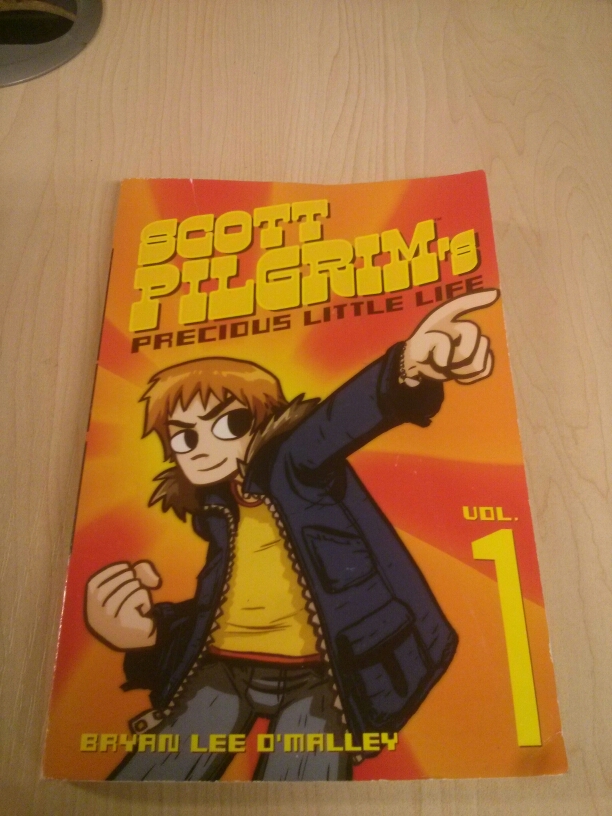 SCOTT
PILGRIM's
PRECIOUS LITTLE LIFE
VOL.
1
BRYAN LEE O'MALLEY